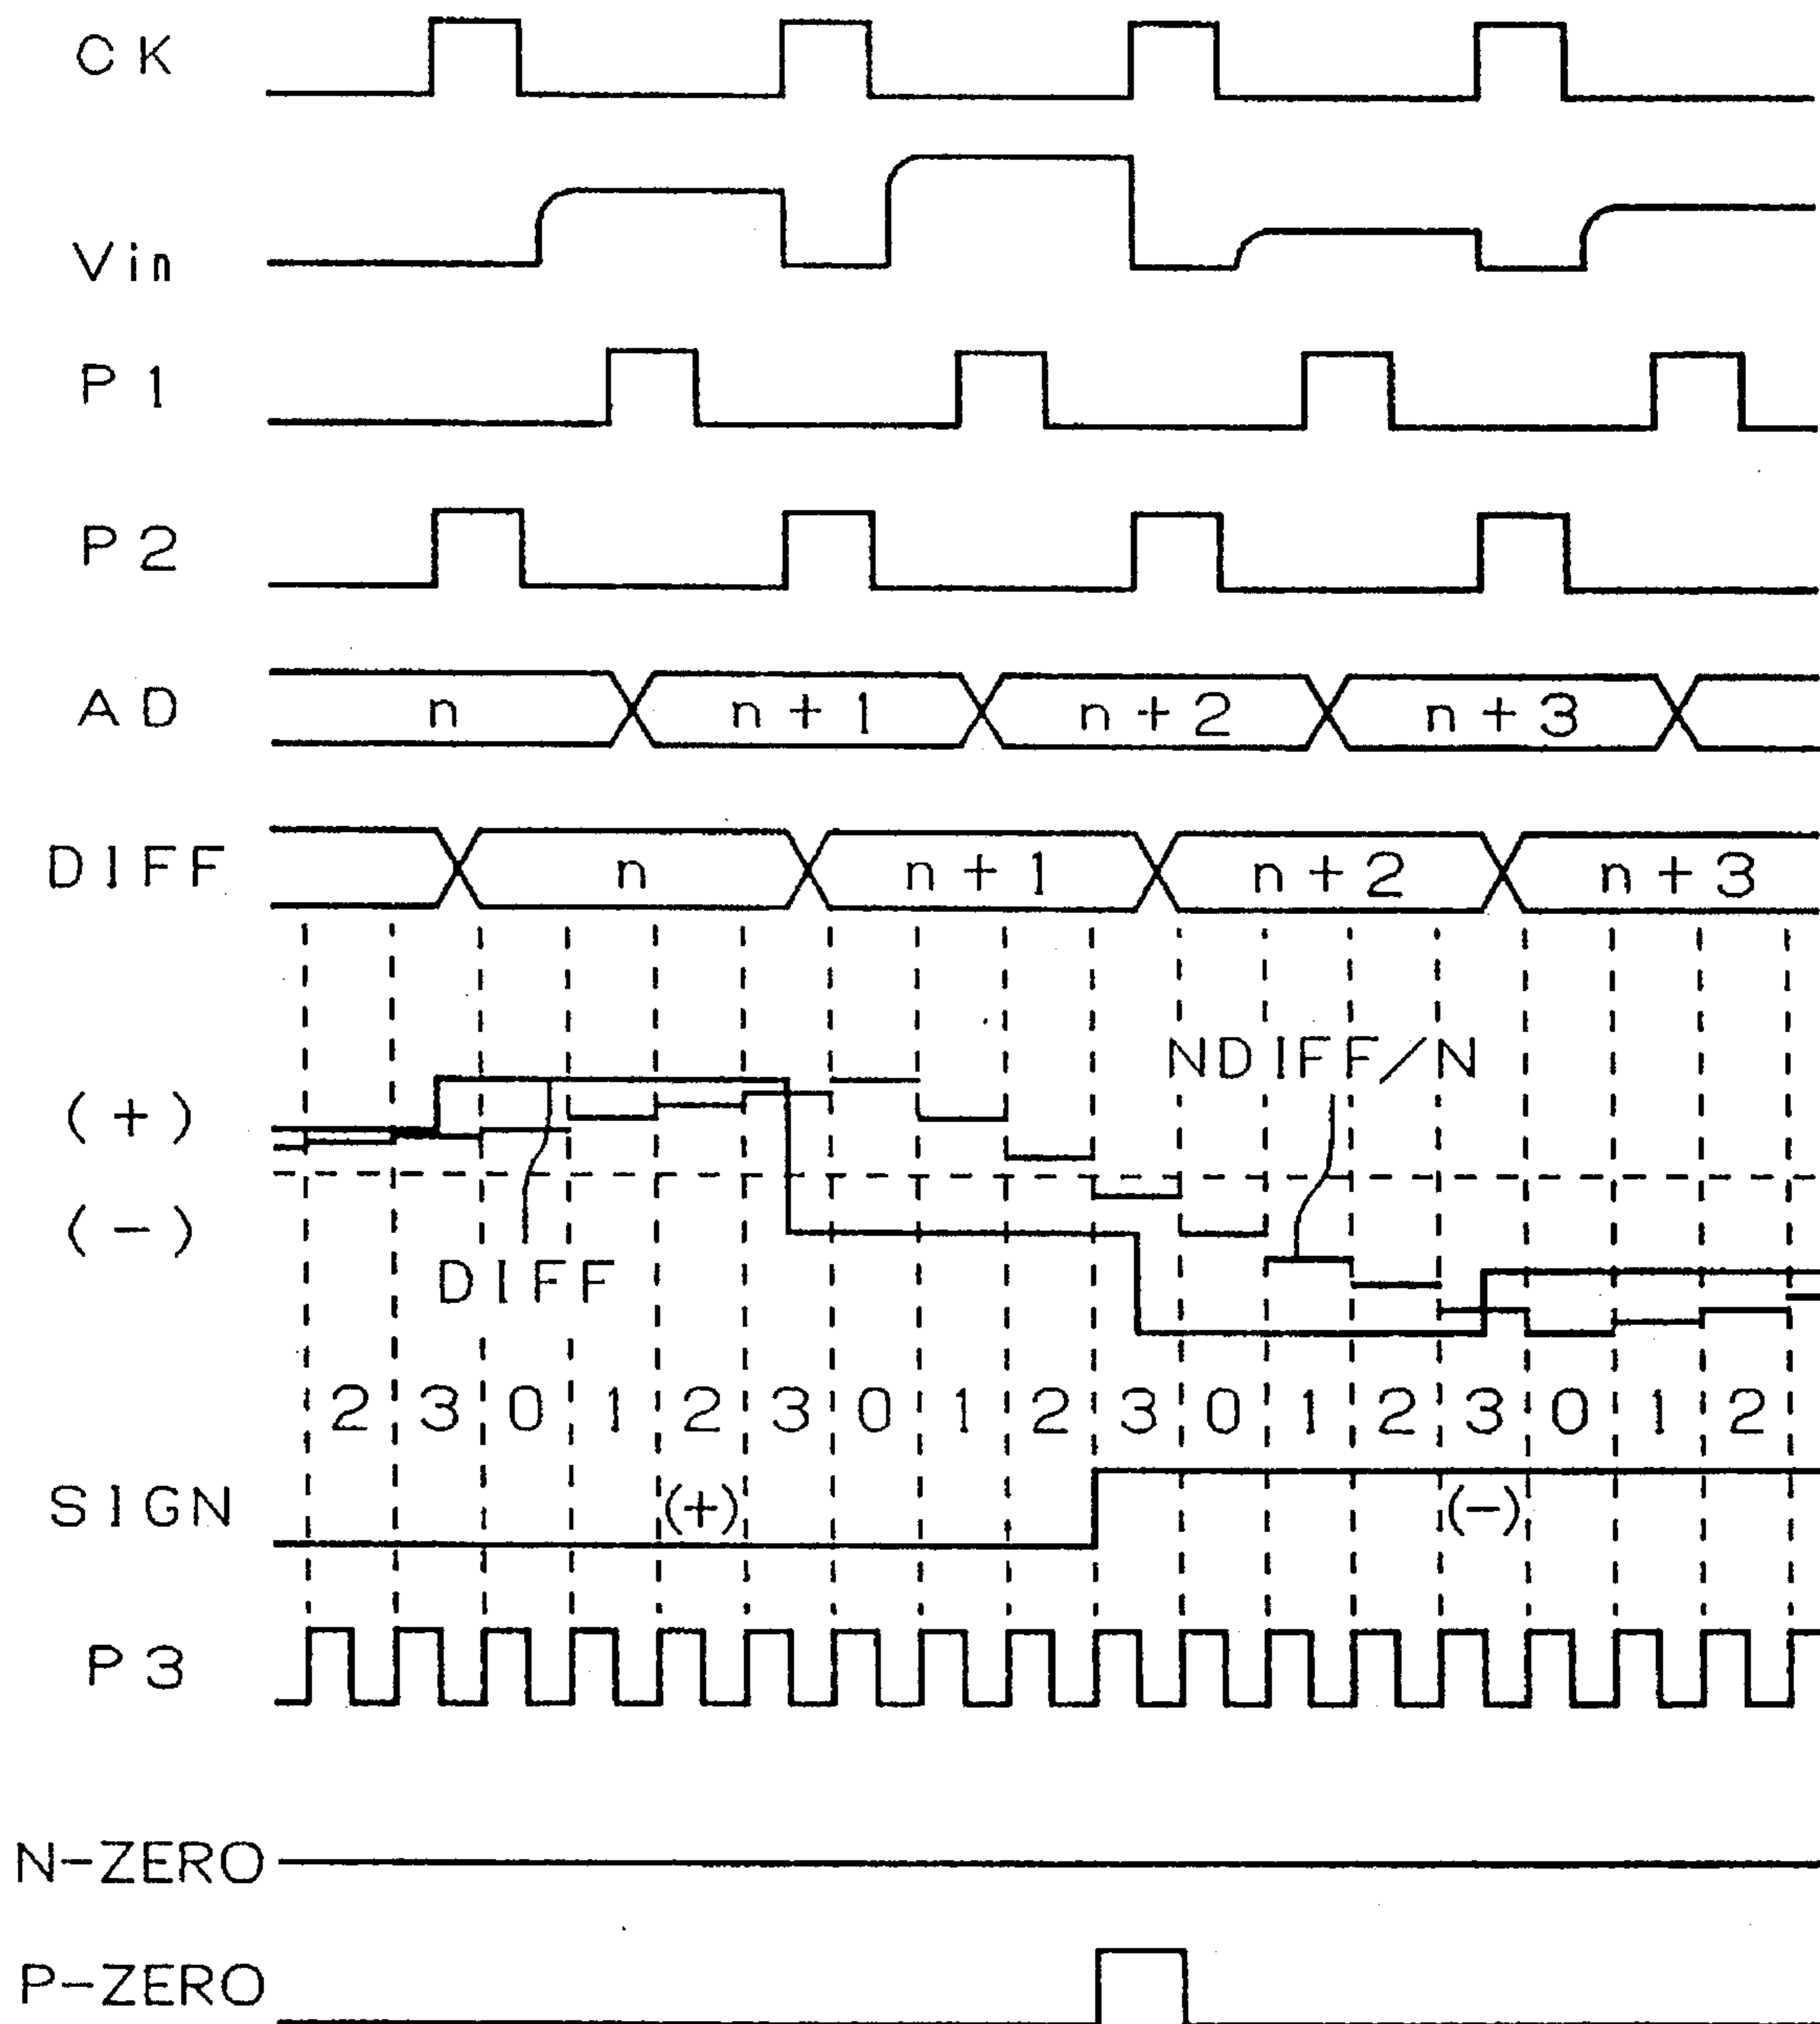 CK
Vin
P1
P2
AD n n+1 n+2 n+3
DIFF n n+1 n+2 n+3
NDIFF/N
(+)
(-)
DIFF
2 3 0 1 2 3 0 1 2 3 0 1 2 3 0 1 2
SIGN (+) (-)
P3
N-ZERO
P-ZERO